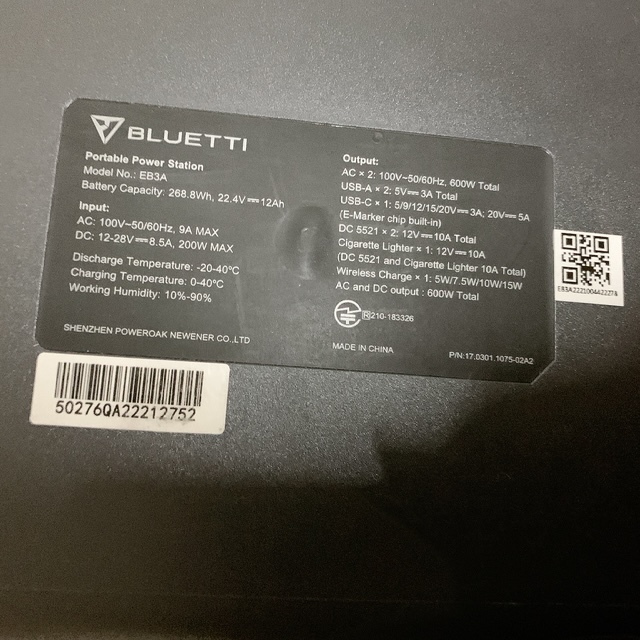 BLUETTI
Portable Power Station
Model No.: EB3A
Battery Capacity: 268.8Wh, 22.4V⎓12Ah
Input:
AC: 100V~50/60Hz, 9A MAX
DC: 12-28V⎓8.5A, 200W MAX
Discharge Temperature: -20-40℃
Charging Temperature: 0-40℃
Working Humidity: 10%-90%
SHENZHEN POWEROAK NEWENER CO.,LTD
Output:
AC × 2: 100V~50/60Hz, 600W Total
USB-A × 2: 5V⎓3A Total
USB-C × 1: 5/9/12/15/20V⎓3A; 20V⎓5A
(E-Marker chip built-in)
DC 5521 × 2: 12V⎓10A Total
Cigarette Lighter × 1: 12V⎓10A
(DC 5521 and Cigarette Lighter 10A Total)
Wireless Charge × 1: 5W/7.5W/10W/15W
AC and DC output : 600W Total
R 210-183326
MADE IN CHINA
P/N:17.0301.1075-02A2
50276QA22212752